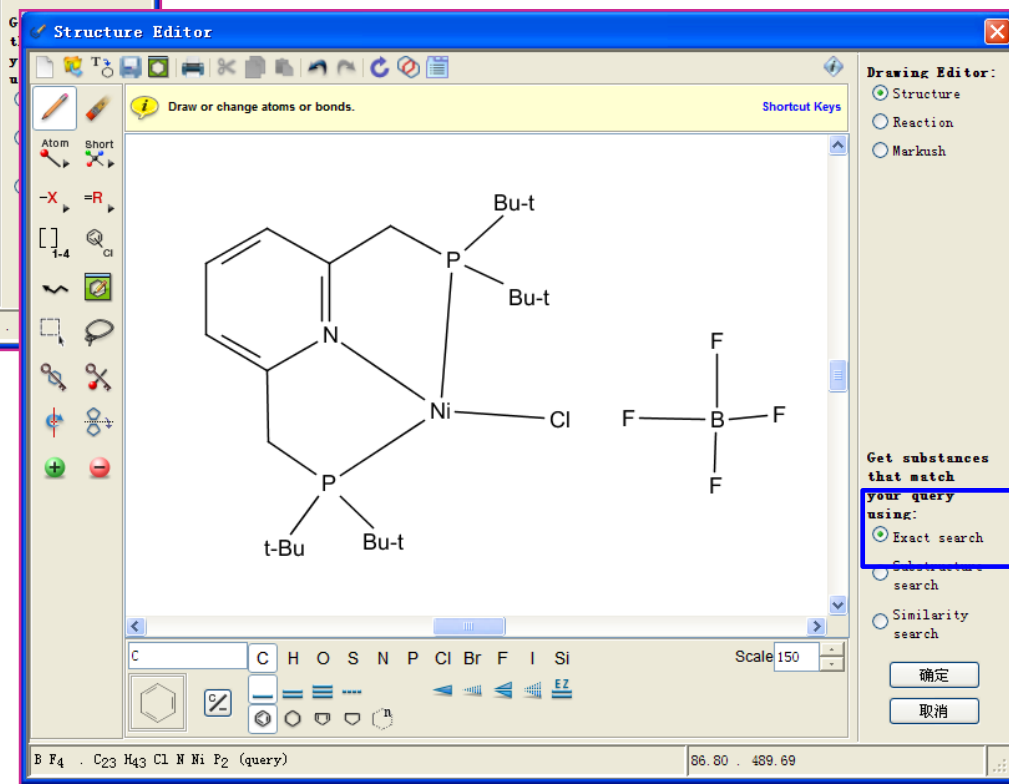 G
t
y
u
Structure Editor
Draw or change atoms or bonds.
Shortcut Keys
Atom
Short
-X
=R
[ ]
1-4
Cl
Bu-t
P
Bu-t
N
Ni
Cl
P
t-Bu
Bu-t
F
F
B
F
F
Drawing Editor:
Structure
Reaction
Markush
Get substances
that match
your query
using:
Exact search
Substructure
search
Similarity
search
确定
取消
C
C H O S N P Cl Br F I Si
Scale 150
EZ
n
B F4 . C23 H43 Cl N Ni P2 (query)
86.80 . 489.69